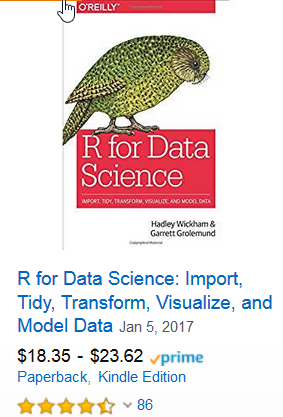 O'REILLY®
R for Data
Science
IMPORT, TIDY, TRANSFORM, VISUALIZE, AND MODEL DATA
Hadley Wickham &
Garrett Grolemund
R for Data Science: Import,
Tidy, Transform, Visualize, and
Model Data Jan 5, 2017
$18.35 - $23.62 prime
Paperback, Kindle Edition
86